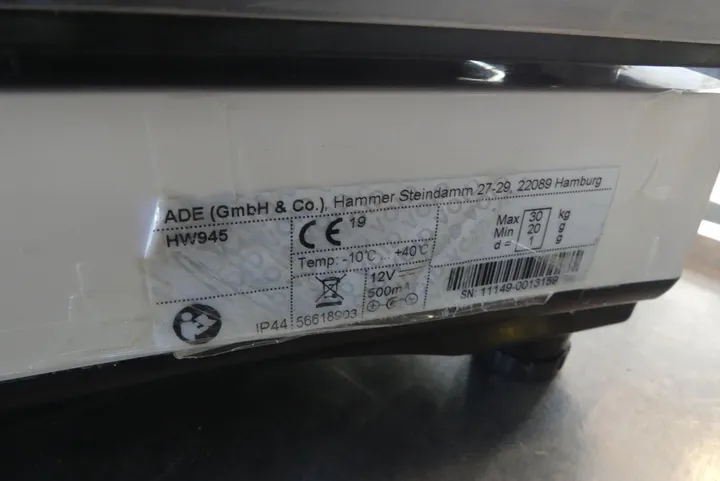 ADE (GmbH & Co.), Hammer Steindamm 27-29, 22089 Hamburg
HW945
CE 19
Temp: -10℃... +40℃
Max 30 kg
Min 20 g
d = 1 g
12V
500mA
IP44
56618903
SN: 11149-0013159